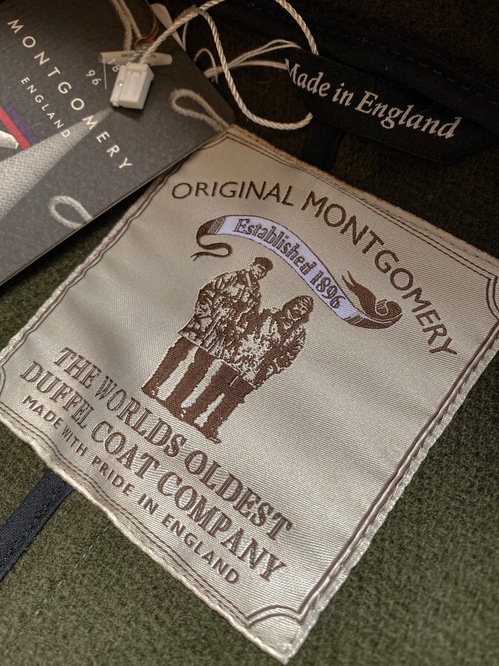 MONTGOMERY
ENGLAND
96
Made in England
ORIGINAL MONTGOMERY
Established 1896
THE WORLDS OLDEST
DUFFEL COAT COMPANY
MADE WITH PRIDE IN ENGLAND